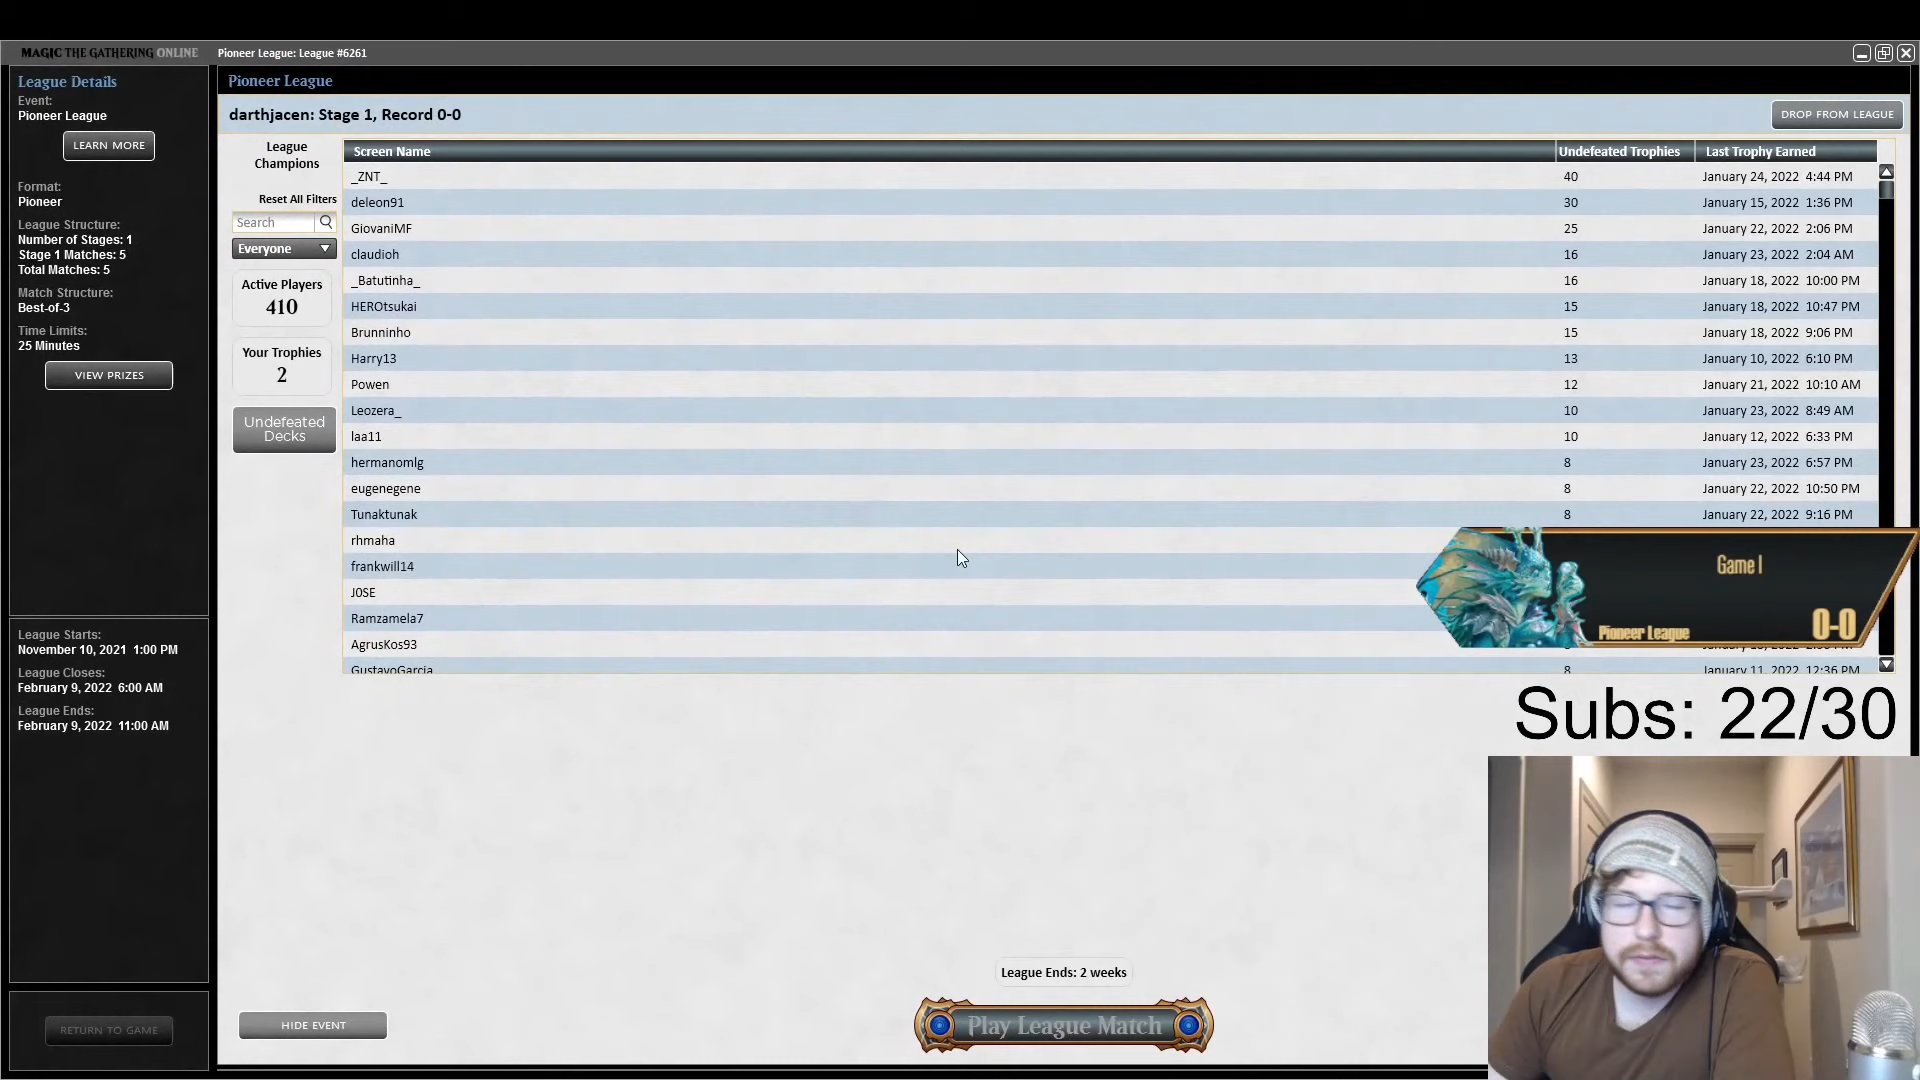 MAGIC THE GATHERING ONLINE
Pioneer League: League #6261
League Details
Event:
Pioneer League
LEARN MORE
Format:
Pioneer
League Structure:
Number of Stages: 1
Stage 1 Matches: 5
Total Matches: 5
Match Structure:
Best-of-3
Time Limits:
25 Minutes
VIEW PRIZES
League Starts:
November 10, 2021 1:00 PM
League Closes:
February 9, 2022 6:00 AM
League Ends:
February 9, 2022 11:00 AM
RETURN TO GAME
Pioneer League
darthjacen: Stage 1, Record 0-0
DROP FROM LEAGUE
League
Champions
Reset All Filters
Search
Everyone
Active Players
410
Your Trophies
2
Undefeated
Decks
Screen Name Undefeated Trophies Last Trophy Earned
_ZNT_ 40 January 24, 2022 4:44 PM
deleon91 30 January 15, 2022 1:36 PM
GiovaniMF 25 January 22, 2022 2:06 PM
claudioh 16 January 23, 2022 2:04 AM
_Batutinha_ 16 January 18, 2022 10:00 PM
HEROtsukai 15 January 18, 2022 10:47 PM
Brunninho 15 January 18, 2022 9:06 PM
Harry13 13 January 10, 2022 6:10 PM
Powen 12 January 21, 2022 10:10 AM
Leozera_ 10 January 23, 2022 8:49 AM
laa11 10 January 12, 2022 6:33 PM
hermanomlg 8 January 23, 2022 6:57 PM
eugenegene 8 January 22, 2022 10:50 PM
Tunaktunak 8 January 22, 2022 9:16 PM
rhmaha
frankwill14
J0SE
Ramzamela7
AgrusKos93
GustavoGarcia 8 January 11, 2022 12:36 PM
Game 1
Pioneer League 0-0
Subs: 22/30
League Ends: 2 weeks
HIDE EVENT
Play League Match